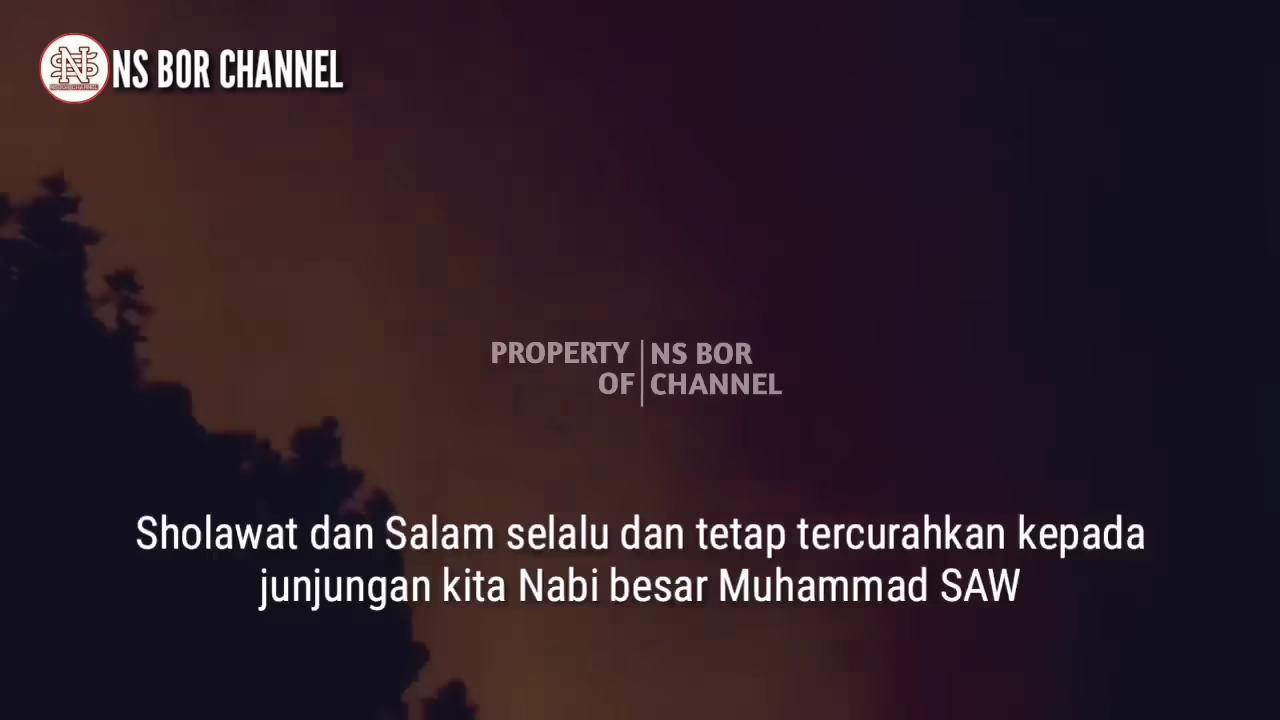 NS BOR CHANNEL
PROPERTY OF
NS BOR CHANNEL
Sholawat dan Salam selalu dan tetap tercurahkan kepada
junjungan kita Nabi besar Muhammad SAW